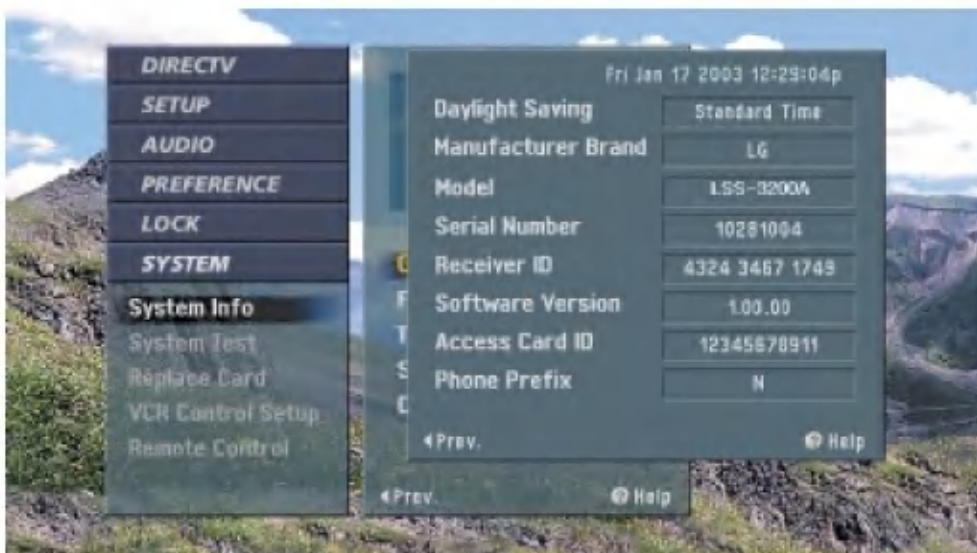 DIRECTV
SETUP
AUDIO
PREFERENCE
LOCK
SYSTEM
System Info
System Test
Replace Card
VCR Control Setup
Remote Control
Fri Jan 17 2003 12:29:04p
Daylight Saving Standard Time
Manufacturer Brand LG
Model LSS-3200A
Serial Number 10281004
Receiver ID 4324 3467 1749
Software Version 1.00.00
Access Card ID 12345678911
Phone Prefix N
Prev. Help
Prev. Help